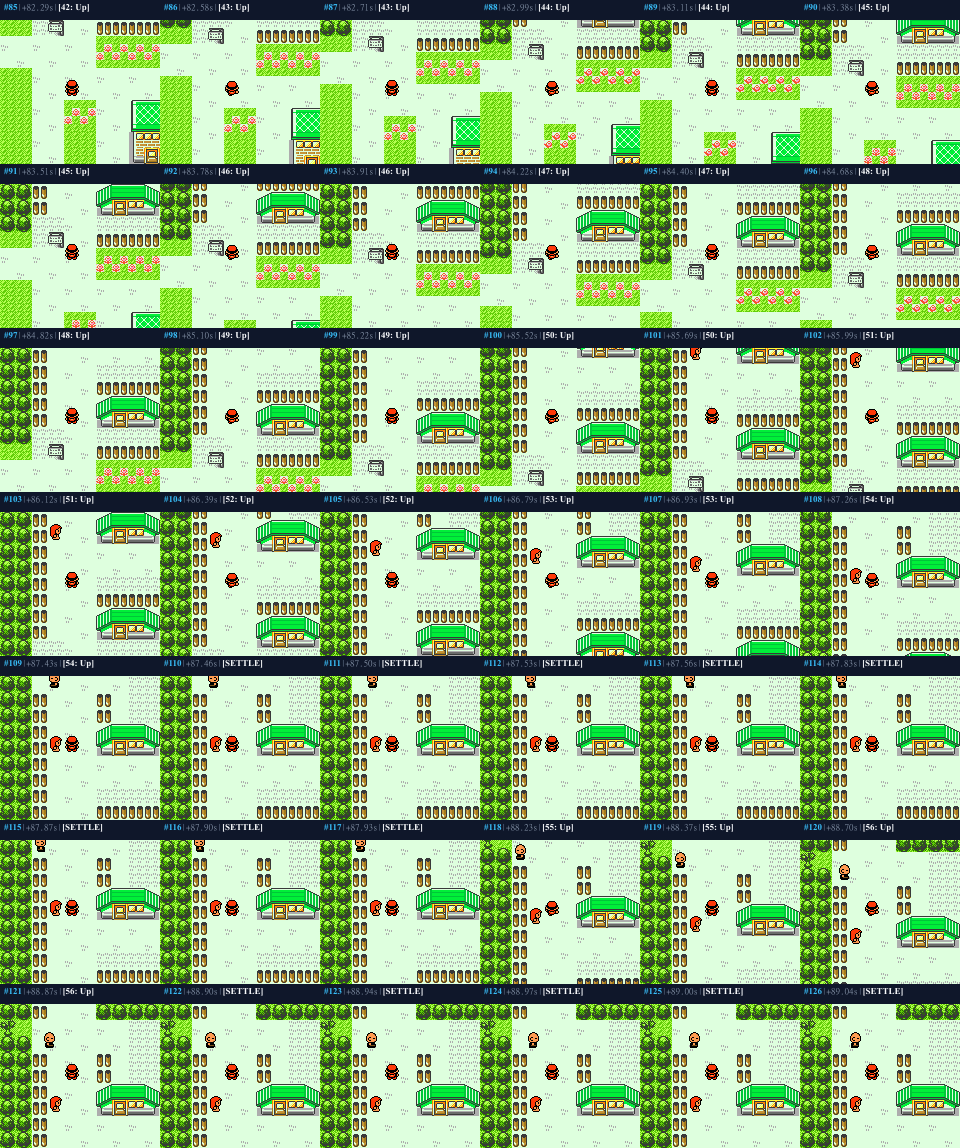 #85|+82.29s|[42: Up] #86|+82.58s|[43: Up] #87|+82.71s|[43: Up] #88|+82.99s|[44: Up] #89|+83.11s|[44: Up] #90|+83.38s|[45: Up]
#91|+83.51s|[45: Up] #92|+83.78s|[46: Up] #93|+83.91s|[46: Up] #94|+84.22s|[47: Up] #95|+84.40s|[47: Up] #96|+84.68s|[48: Up]
#97|+84.82s|[48: Up] #98|+85.10s|[49: Up] #99|+85.22s|[49: Up] #100|+85.52s|[50: Up] #101|+85.69s|[50: Up] #102|+85.99s|[51: Up]
#103|+86.12s|[51: Up] #104|+86.39s|[52: Up] #105|+86.53s|[52: Up] #106|+86.79s|[53: Up] #107|+86.93s|[53: Up] #108|+87.26s|[54: Up]
#109|+87.43s|[54: Up] #110|+87.46s|[SETTLE] #111|+87.50s|[SETTLE] #112|+87.53s|[SETTLE] #113|+87.56s|[SETTLE] #114|+87.83s|[SETTLE]
#115|+87.87s|[SETTLE] #116|+87.90s|[SETTLE] #117|+87.93s|[SETTLE] #118|+88.23s|[55: Up] #119|+88.37s|[55: Up] #120|+88.70s|[56: Up]
#121|+88.87s|[56: Up] #122|+88.90s|[SETTLE] #123|+88.94s|[SETTLE] #124|+88.97s|[SETTLE] #125|+89.00s|[SETTLE] #126|+89.04s|[SETTLE]